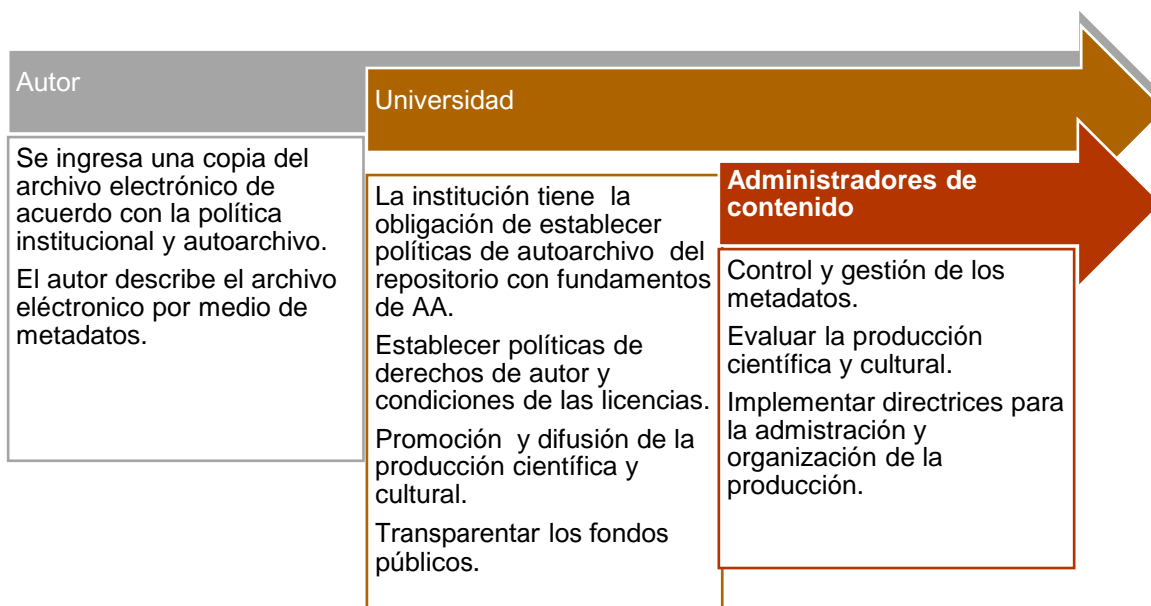 Autor
Se ingresa una copia del
archivo electrónico de
acuerdo con la política
institucional y autoarchivo.
El autor describe el archivo
eléctronico por medio de
metadatos.
Universidad
La institución tiene la
obligación de establecer
políticas de autoarchivo del
repositorio con fundamentos
de AA.
Establecer políticas de
derechos de autor y
condiciones de las licencias.
Promoción y difusión de la
producción científica y
cultural.
Transparentar los fondos
públicos.
Administradores de
contenido
Control y gestión de los
metadatos.
Evaluar la producción
científica y cultural.
Implementar directrices para
la admistración y
organización de la
producción.